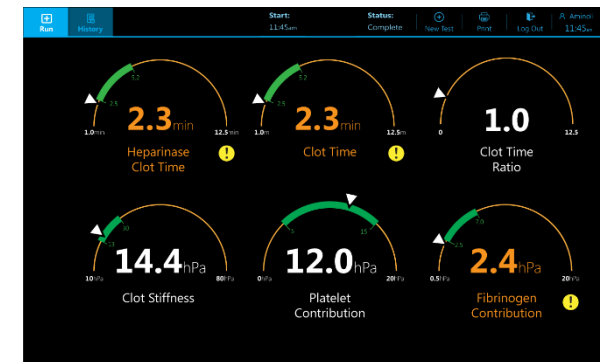 Run
History
Start:
11:45am
Status:
Complete
New Test
Print
Log Out
A. Aminol
11:45am
3.2
2.5
2.3min
1.0min
12.5min
Heparinase
Clot Time
!
3.2
2.5
2.3min
1.0m
12.5m
Clot Time
!
1.0
0
12.5
Clot Time
Ratio
30
13
14.4hPa
10hPa
80hPa
Clot Stiffness
5
15
12.0hPa
0hPa
20hPa
Platelet
Contribution
7.0
2.5
2.4hPa
0.5hPa
20hPa
Fibrinogen
Contribution
!